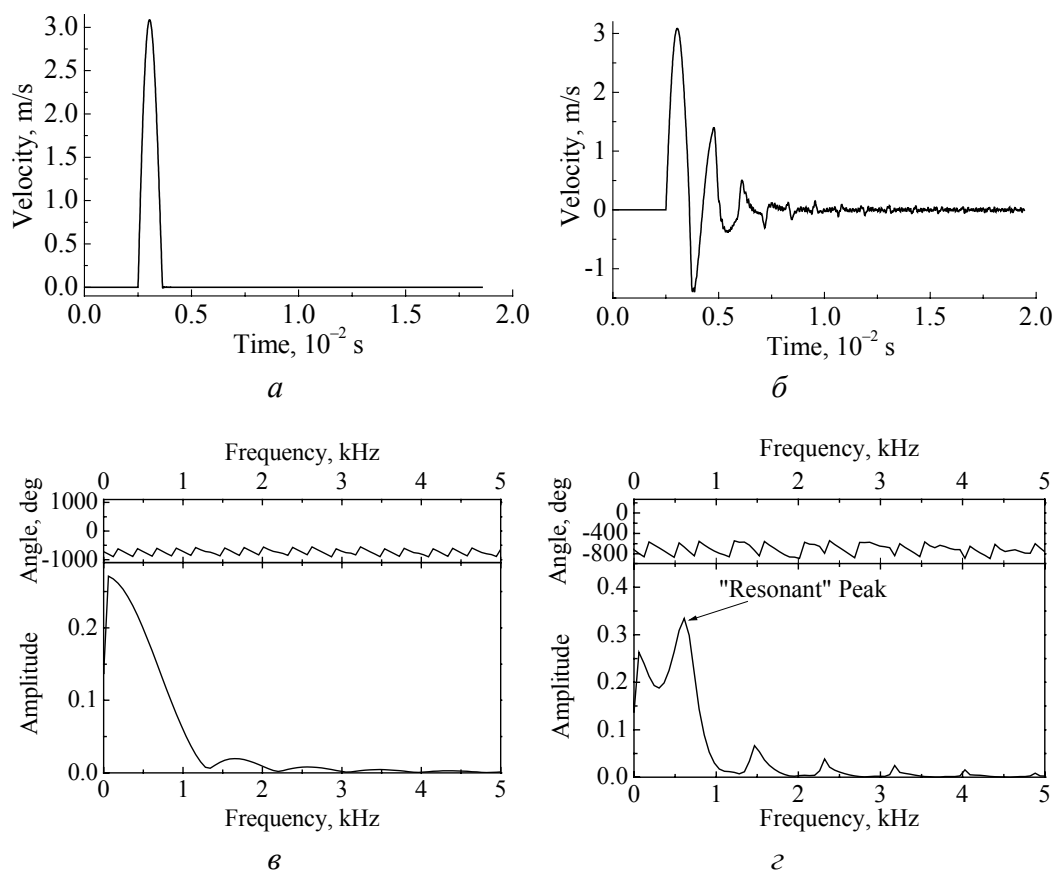 3.0
2.5
2.0
1.5
1.0
0.5
0.0
Velocity, m/s
0.0 0.5 1.0 1.5 2.0
Time, 10⁻² s
а
3
2
1
0
-1
Velocity, m/s
0.0 0.5 1.0 1.5 2.0
Time, 10⁻² s
б
Frequency, kHz
0 1 2 3 4 5
1000
0
-1000
Angle, deg
0.2
0.1
0.0
Amplitude
0 1 2 3 4 5
Frequency, kHz
в
Frequency, kHz
0 1 2 3 4 5
0
-400
-800
Angle, deg
"Resonant" Peak
0.4
0.3
0.2
0.1
0.0
Amplitude
0 1 2 3 4 5
Frequency, kHz
г